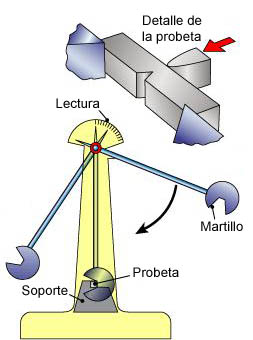 Detalle de
la probeta
Lectura
Martillo
Probeta
Soporte